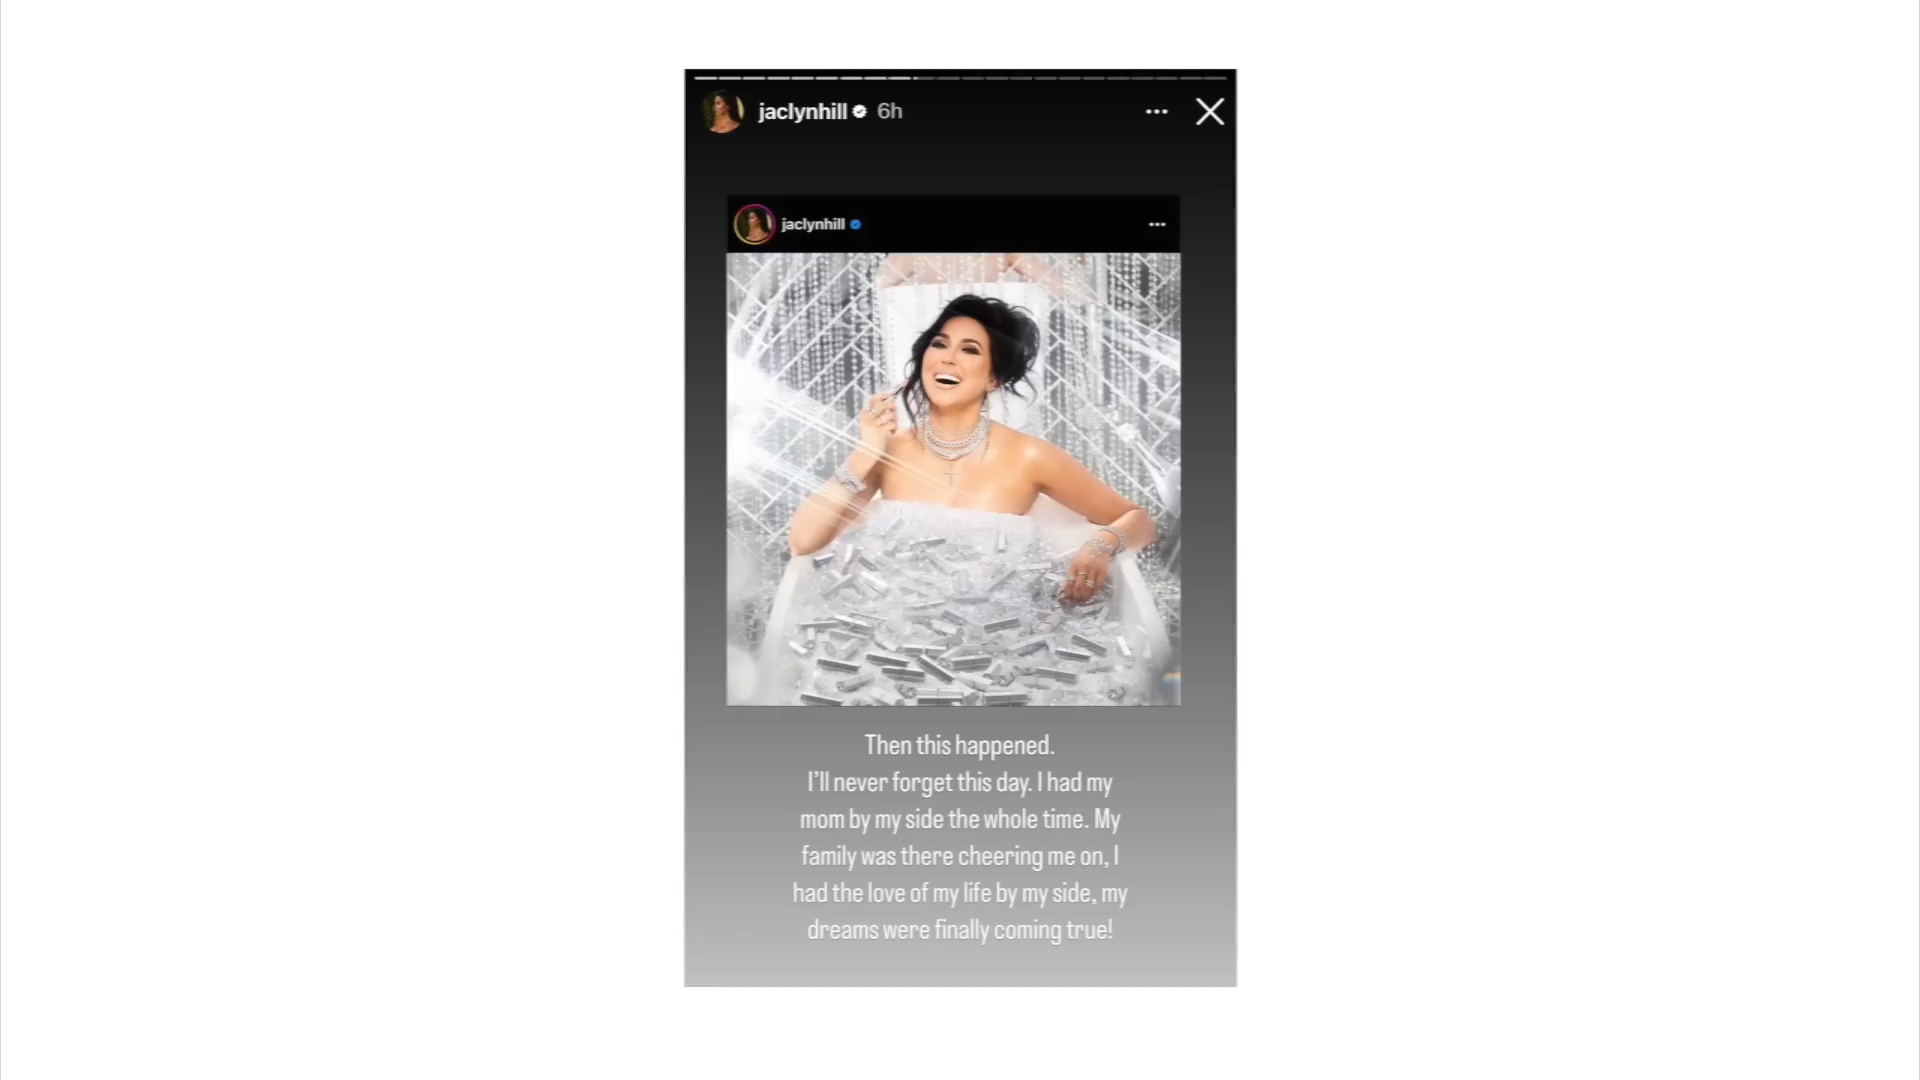 jaclynhill 6h
jaclynhill
Then this happened.
I'll never forget this day. I had my
mom by my side the whole time. My
family was there cheering me on, I
had the love of my life by my side, my
dreams were finally coming true!